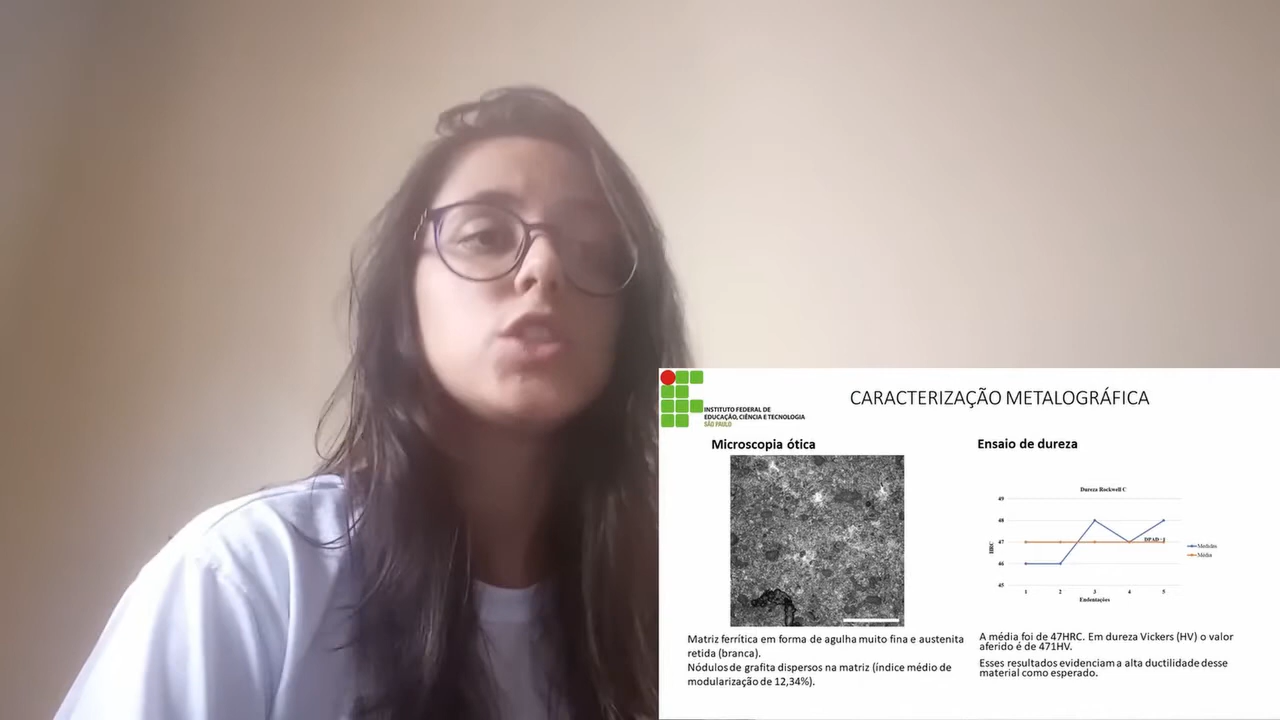 INSTITUTO FEDERAL DE
EDUCAÇÃO, CIÊNCIA E TECNOLOGIA
SÃO PAULO
CARACTERIZAÇÃO METALOGRÁFICA
Microscopia ótica
Matriz ferrítica em forma de agulha muito fina e austenita
retida (branca).
Nódulos de grafita dispersos na matriz (índice médio de
modularização de 12,34%).
Ensaio de dureza
Dureza Rockwell C
49
48
47
46
45
HRC
1 2 3 4 5
Endentações
DPAD=1
Medidas
Média
A média foi de 47HRC. Em dureza Vickers (HV) o valor
aferido é de 471HV.
Esses resultados evidenciam a alta ductilidade desse
material como esperado.